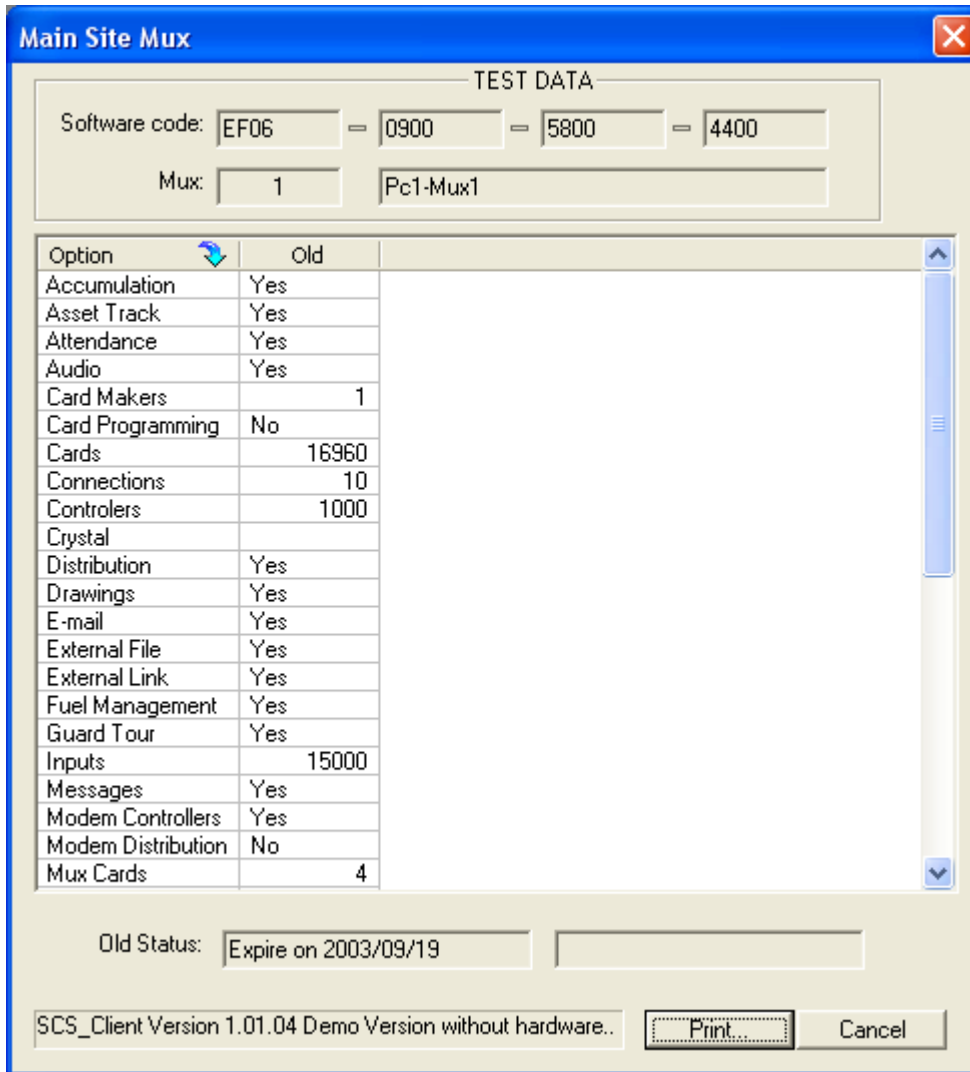 Main Site Mux
TEST DATA
Software code: EF06 – 0900 – 5800 – 4400
Mux: 1 Pc1-Mux1
Option Old
Accumulation Yes
Asset Track Yes
Attendance Yes
Audio Yes
Card Makers 1
Card Programming No
Cards 16960
Connections 10
Controlers 1000
Crystal
Distribution Yes
Drawings Yes
E-mail Yes
External File Yes
External Link Yes
Fuel Management Yes
Guard Tour Yes
Inputs 15000
Messages Yes
Modem Controllers Yes
Modem Distribution No
Mux Cards 4
Old Status: Expire on 2003/09/19
SCS_Client Version 1.01.04 Demo Version without hardware.. Print... Cancel